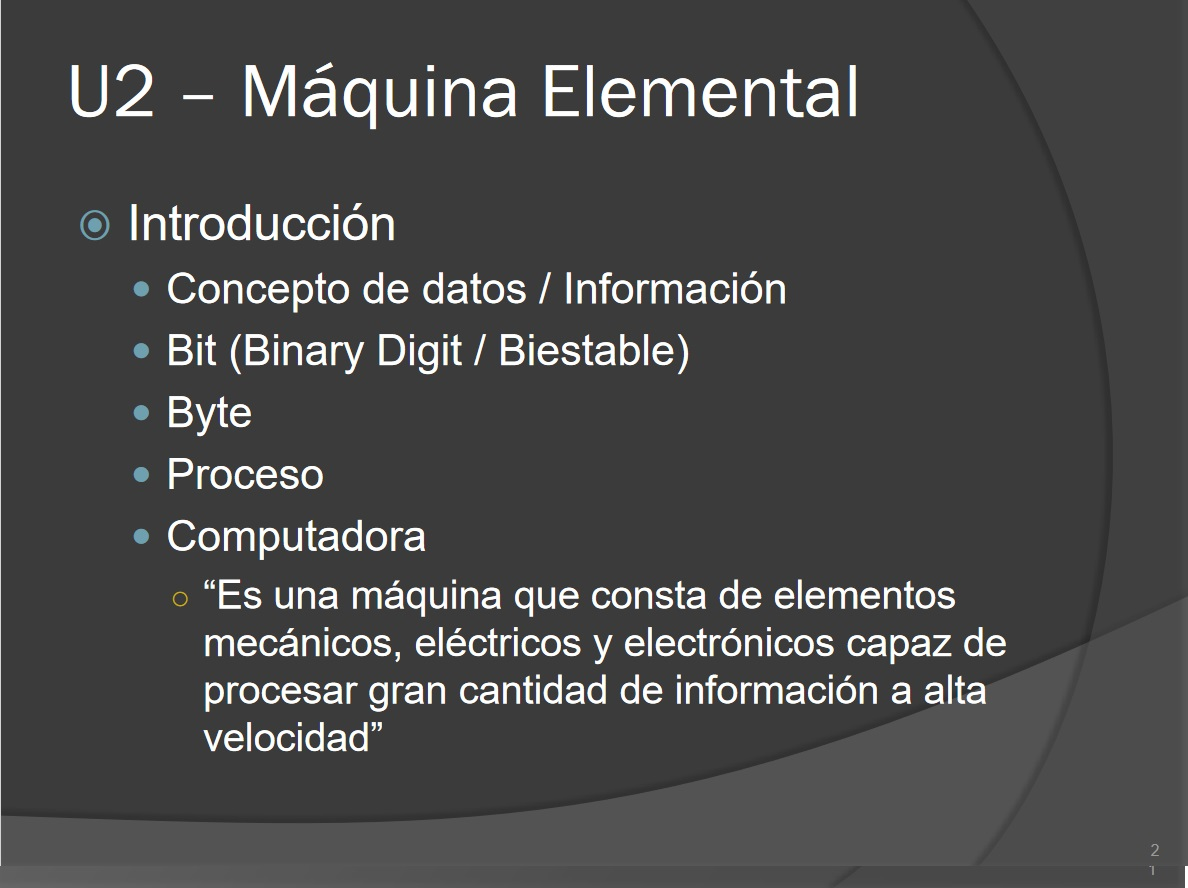 U2 – Máquina Elemental
Introducción
Concepto de datos / Información
Bit (Binary Digit / Biestable)
Byte
Proceso
Computadora
“Es una máquina que consta de elementos
mecánicos, eléctricos y electrónicos capaz de
procesar gran cantidad de información a alta
velocidad”
2
1